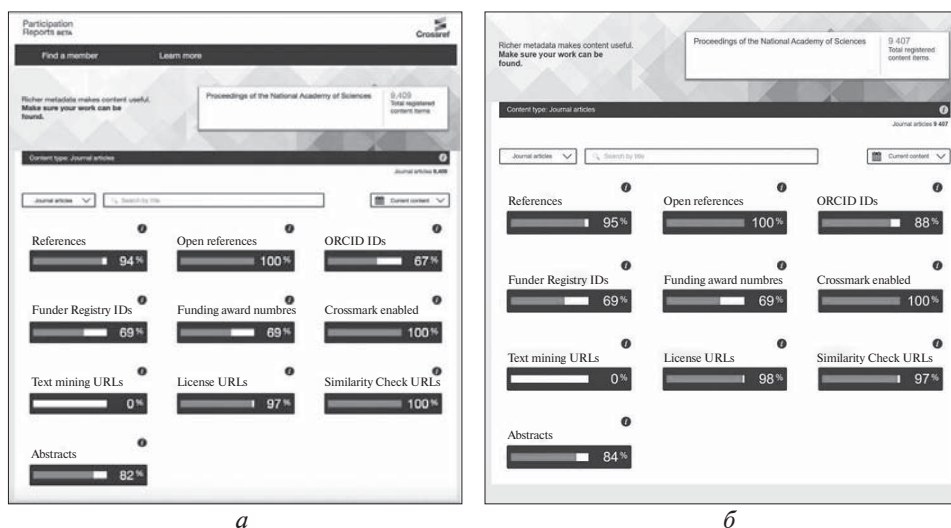 Participation
Reports BETA
Crossref
Find a member
Learn more
Richer metadata makes content useful.
Make sure your work can be
found.
Proceedings of the National Academy of Sciences
9,409
Total registered
content items
Content type: Journal articles
Journal articles 9,409
Journal articles
Search by title
Current content
References
94%
Open references
100%
ORCID IDs
67%
Funder Registry IDs
69%
Funding award numbres
69%
Crossmark enabled
100%
Text mining URLs
0%
License URLs
97%
Similarity Check URLs
100%
Abstracts
82%
а
Richer metadata makes content useful.
Make sure your work can be
found.
Proceedings of the National Academy of Sciences
9 407
Total registered
content items
Content type: Journal articles
Journal articles 9 407
Journal articles
Search by title
Current content
References
95%
Open references
100%
ORCID IDs
88%
Funder Registry IDs
69%
Funding award numbres
69%
Crossmark enabled
100%
Text mining URLs
0%
License URLs
98%
Similarity Check URLs
97%
Abstracts
84%
б